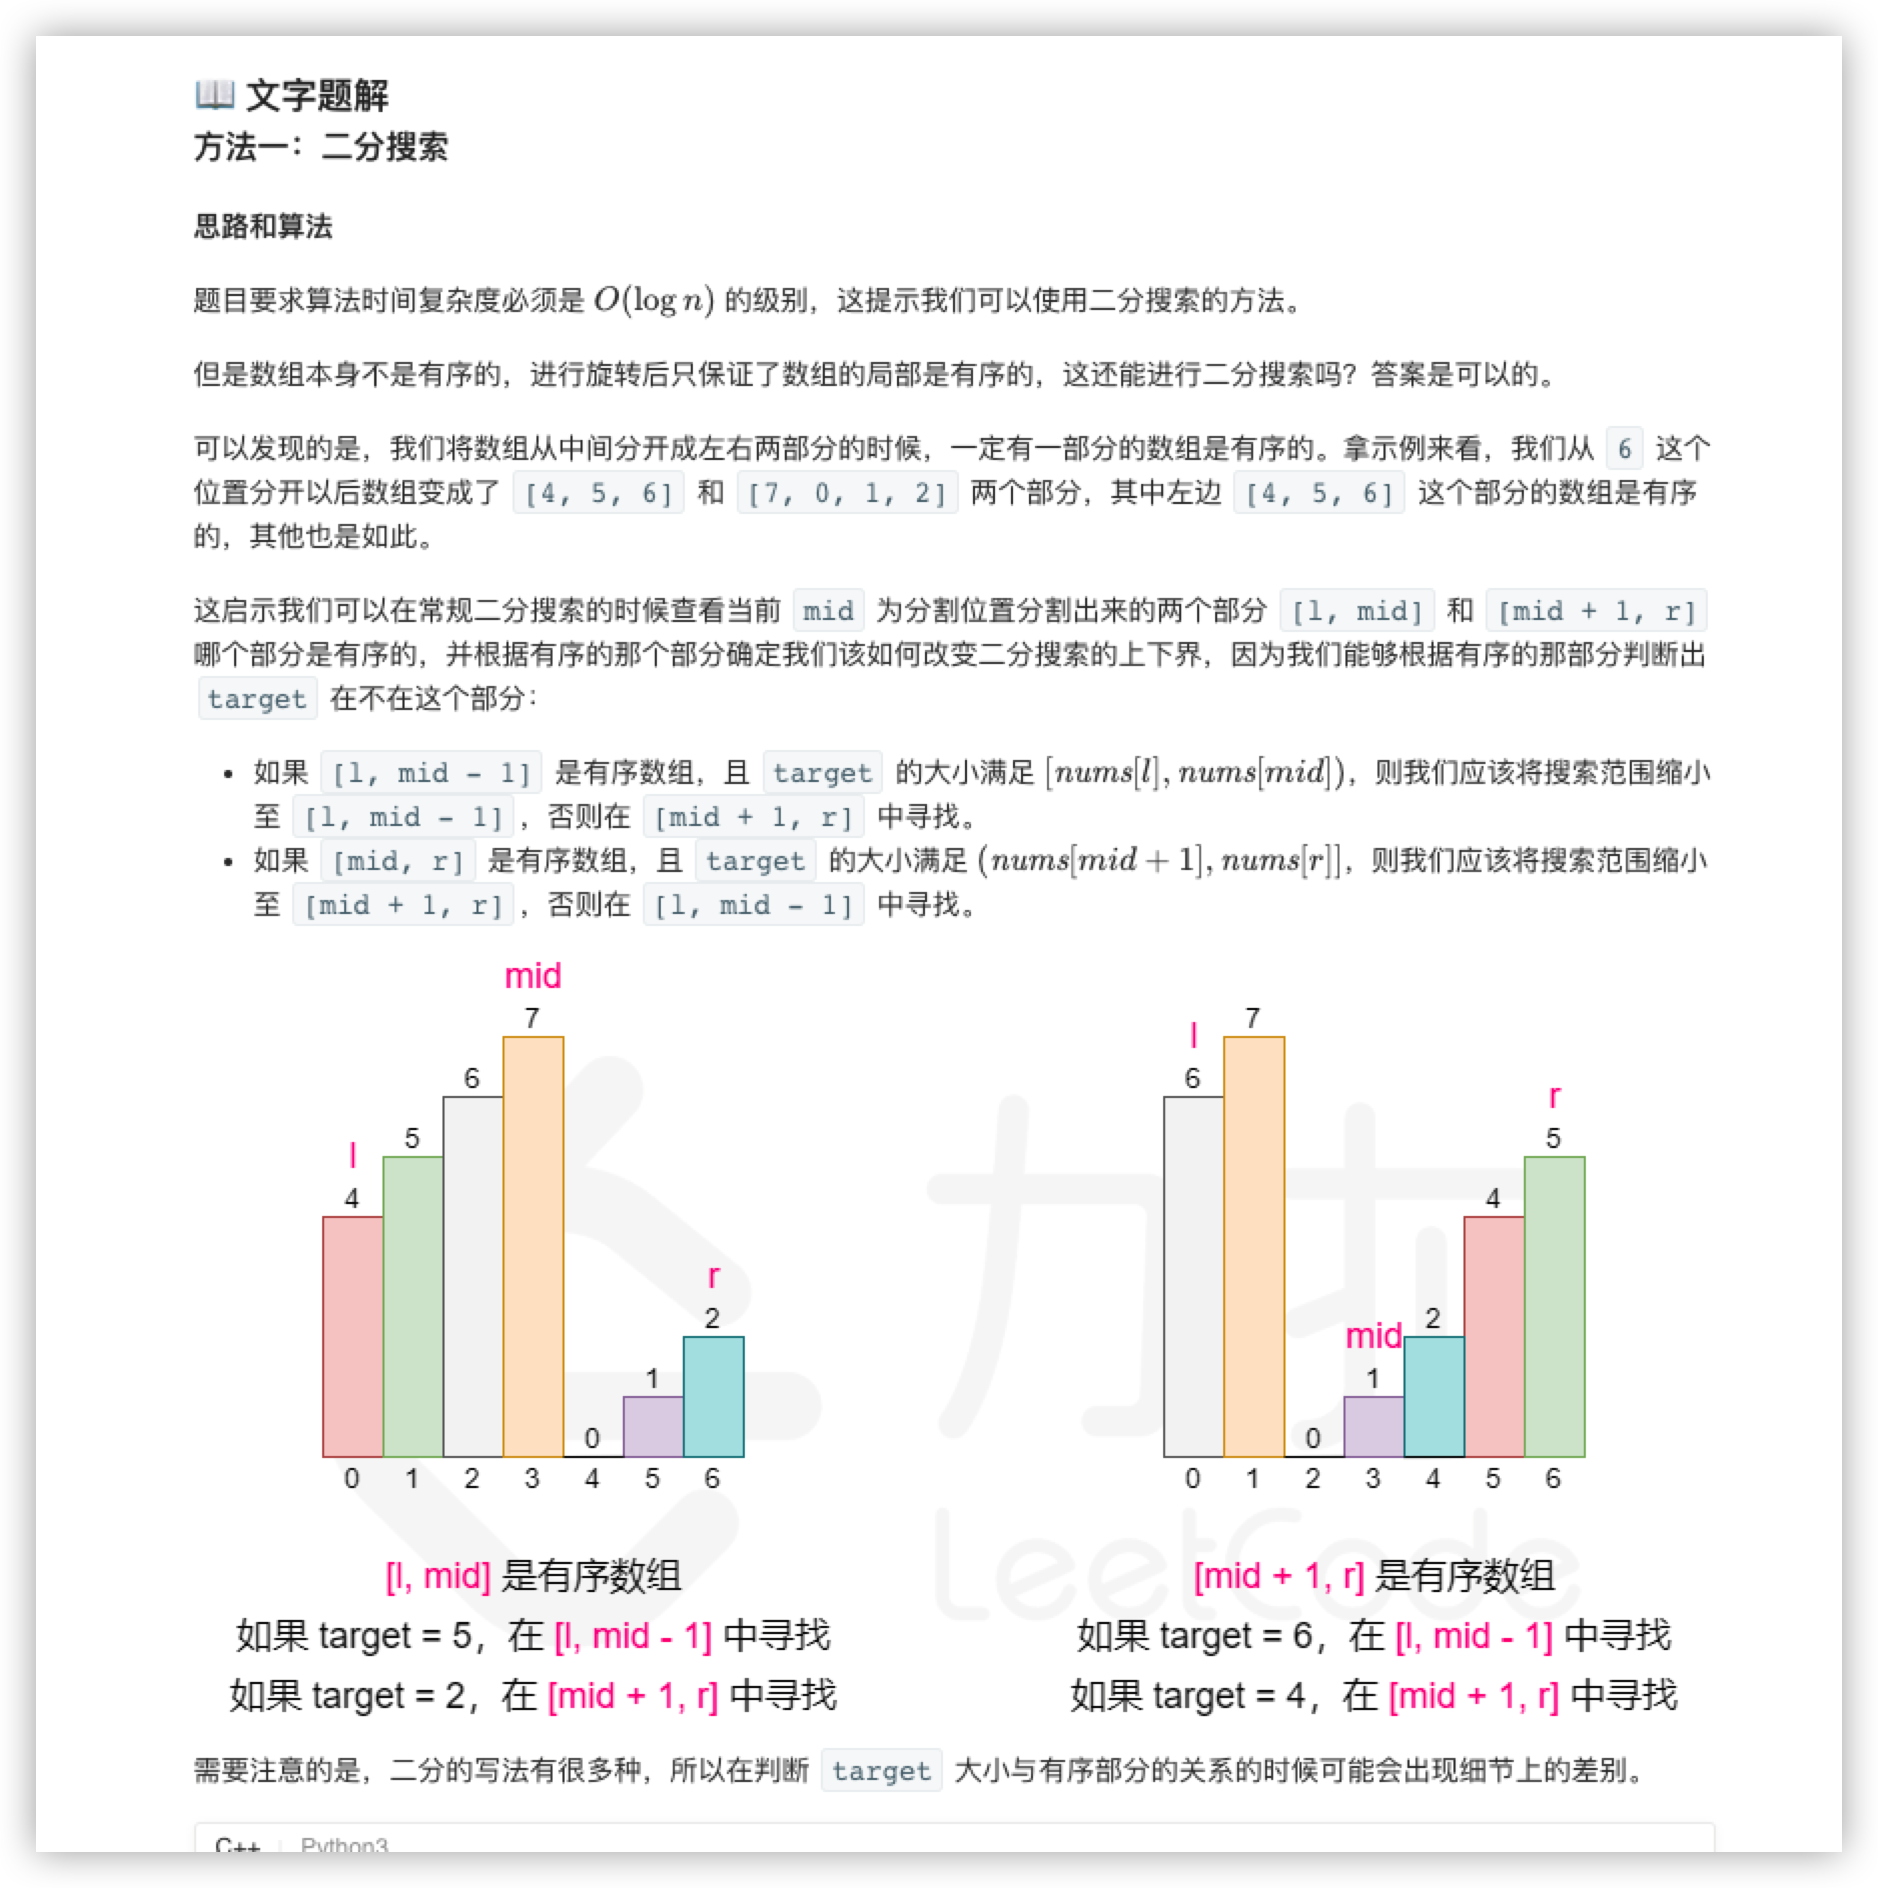 📖 文字题解
方法一：二分搜索
思路和算法
题目要求算法时间复杂度必须是 O(log n) 的级别，这提示我们可以使用二分搜索的方法。
但是数组本身不是有序的，进行旋转后只保证了数组的局部是有序的，这还能进行二分搜索吗？答案是可以的。
可以发现的是，我们将数组从中间分开成左右两部分的时候，一定有一部分的数组是有序的。拿示例来看，我们从 6 这个
位置分开以后数组变成了 [4, 5, 6] 和 [7, 0, 1, 2] 两个部分，其中左边 [4, 5, 6] 这个部分的数组是有序
的，其他也是如此。
这启示我们可以在常规二分搜索的时候查看当前 mid 为分割位置分割出来的两个部分 [l, mid] 和 [mid + 1, r]
哪个部分是有序的，并根据有序的那个部分确定我们该如何改变二分搜索的上下界，因为我们能够根据有序的那部分判断出
target 在不在这个部分：
• 如果 [l, mid - 1] 是有序数组，且 target 的大小满足 [nums[l], nums[mid])，则我们应该将搜索范围缩小
至 [l, mid - 1]，否则在 [mid + 1, r] 中寻找。
• 如果 [mid, r] 是有序数组，且 target 的大小满足 (nums[mid + 1], nums[r]]，则我们应该将搜索范围缩小
至 [mid + 1, r]，否则在 [l, mid - 1] 中寻找。
mid
7
6
5
l
4
r
2
1
0
0 1 2 3 4 5 6
[l, mid] 是有序数组
如果 target = 5，在 [l, mid - 1] 中寻找
如果 target = 2，在 [mid + 1, r] 中寻找
7
l
6
r
5
4
2
mid
1
0
0 1 2 3 4 5 6
[mid + 1, r] 是有序数组
如果 target = 6，在 [l, mid - 1] 中寻找
如果 target = 4，在 [mid + 1, r] 中寻找
力扣
LeetCode
需要注意的是，二分的写法有很多种，所以在判断 target 大小与有序部分的关系的时候可能会出现细节上的差别。
C++ | Python3